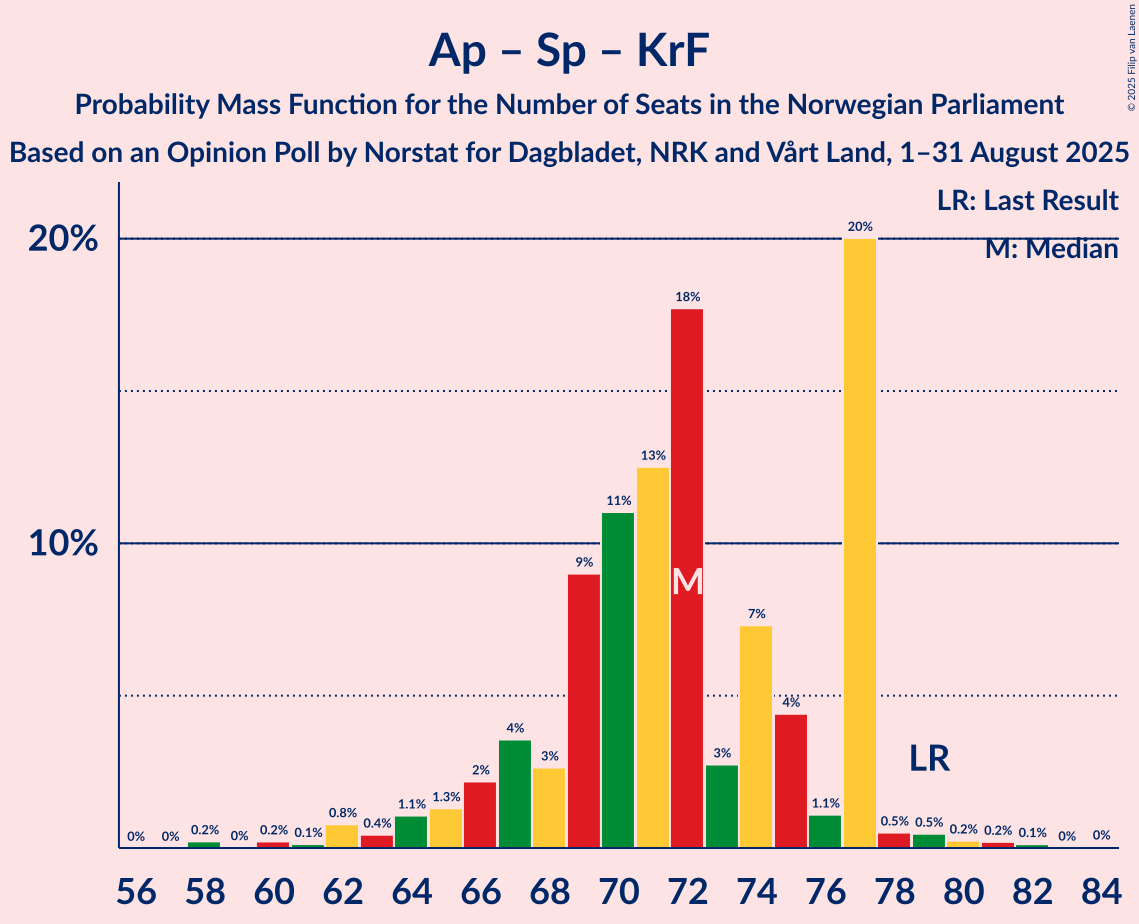 Ap – Sp – KrF
Probability Mass Function for the Number of Seats in the Norwegian Parliament
Based on an Opinion Poll by Norstat for Dagbladet, NRK and Vårt Land, 1–31 August 2025
© 2025 Filip van Laenen
LR: Last Result
M: Median
20%
10%
0% 0% 0.2% 0% 0.2% 0.1% 0.8% 0.4% 1.1% 1.3% 2% 4% 3% 9% 11% 13% 18% 3% 7% 4% 1.1% 20% 0.5% 0.5% 0.2% 0.2% 0.1% 0% 0%
M
LR
56 58 60 62 64 66 68 70 72 74 76 78 80 82 84